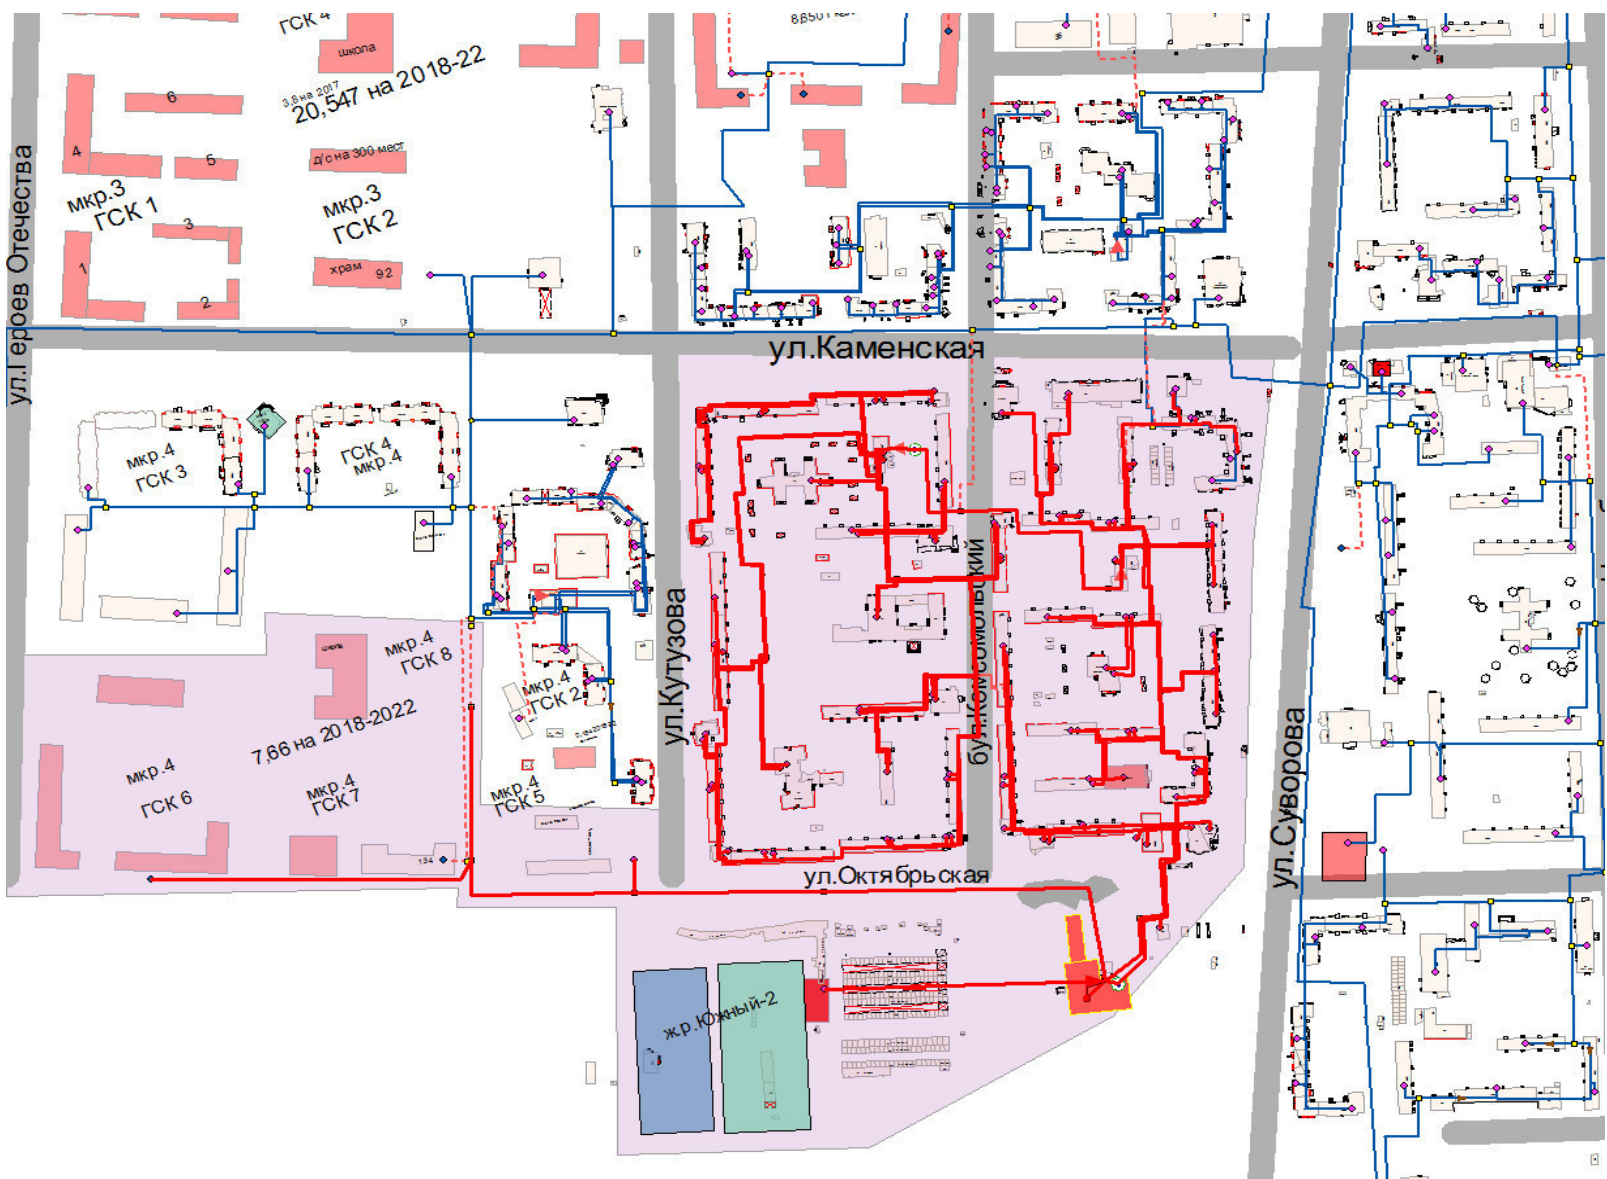 ГСК 4
школа
3,8 на 2017
20,547 на 2018-22
6
4
5
д/с на 300 мест
мкр.3
ГСК 1
мкр.3
ГСК 2
3
1
храм 92
2
ул.Героев Отечества
ул.Каменская
мкр.4
ГСК 3
ГСК 4
мкр.4
ул.Кутузова
бул.Комсомольский
ул.Суворова
школа
мкр.4
ГСК 8
мкр.4
ГСК 2
7,66 на 2018-2022
мкр.4
ГСК 6
мкр.4
ГСК 7
мкр.4
ГСК 5
194
ул.Октябрьская
ж.р.Южный-2